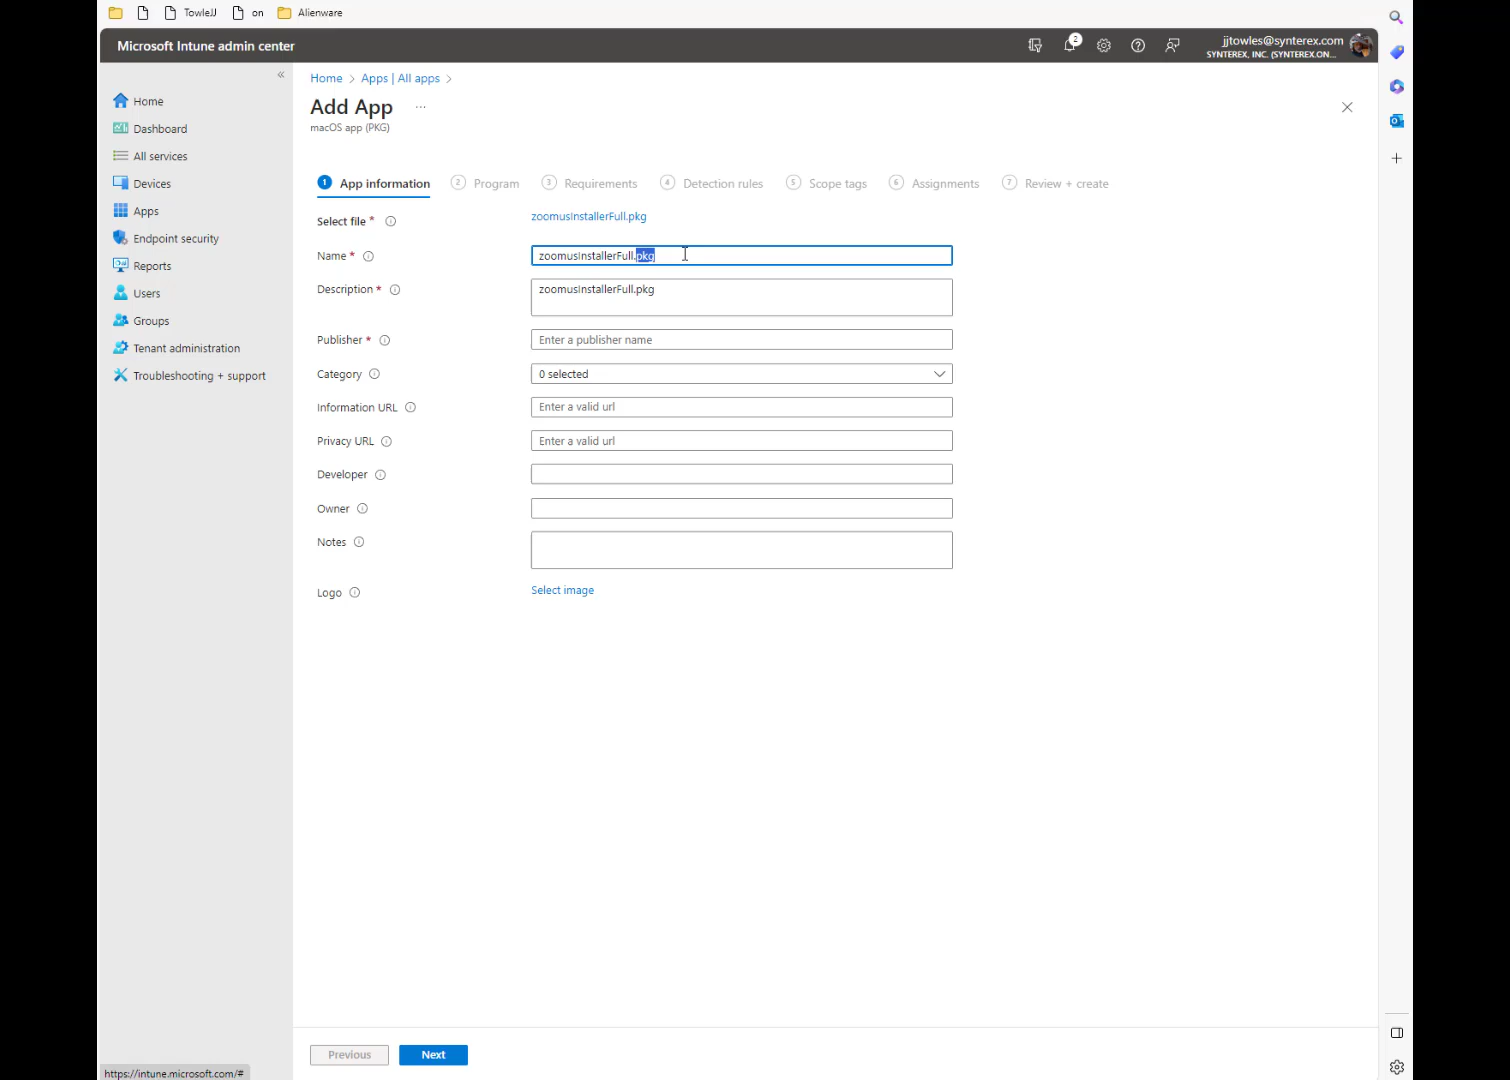 TowleJJ
on
Alienware
Microsoft Intune admin center
2
jjtowles@synterex.com
SYNTEREX, INC. (SYNTEREX.ON...
«
Home
Dashboard
All services
Devices
Apps
Endpoint security
Reports
Users
Groups
Tenant administration
Troubleshooting + support
Home > Apps | All apps >
Add App ...
macOS app (PKG)
1 App information
2 Program
3 Requirements
4 Detection rules
5 Scope tags
6 Assignments
7 Review + create
Select file *
zoomusInstallerFull.pkg
Name *
zoomusInstallerFull.pkg
Description *
zoomusInstallerFull.pkg
Publisher *
Enter a publisher name
Category
0 selected
Information URL
Enter a valid url
Privacy URL
Enter a valid url
Developer
Owner
Notes
Logo
Select image
Previous
Next
https://intune.microsoft.com/#